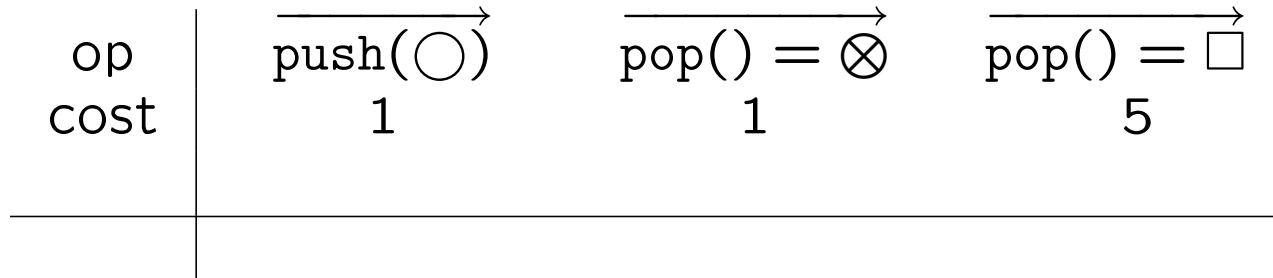 op push(○) pop() = ⊗ pop() = □
cost 1 1 5